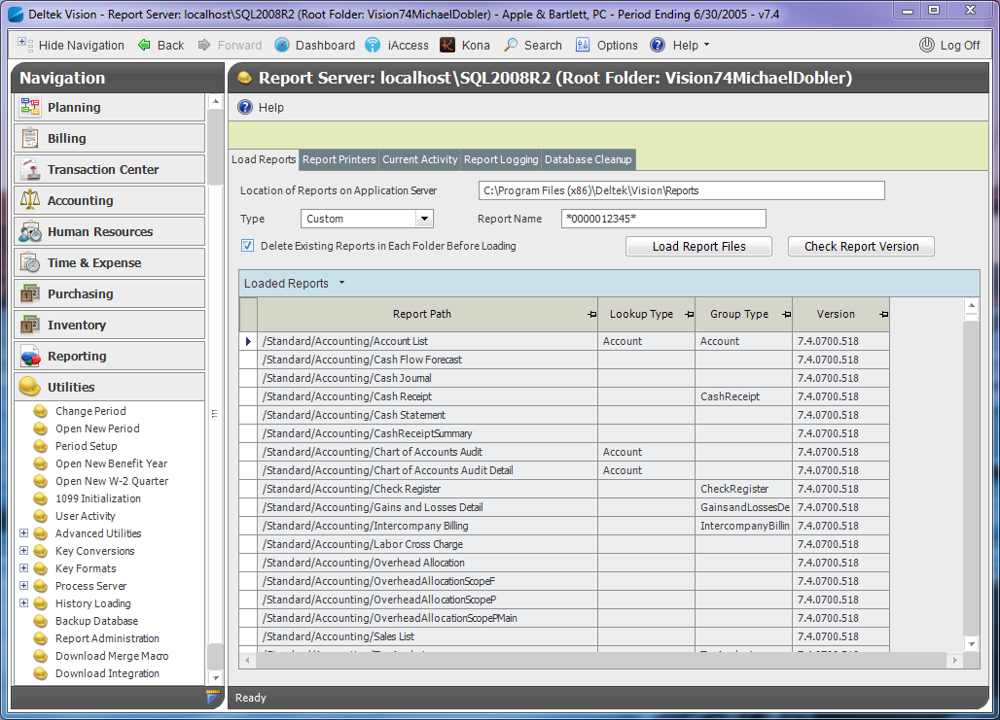 Deltek Vision - Report Server: localhost\SQL2008R2 (Root Folder: Vision74MichaelDobler) - Apple & Bartlett, PC - Period Ending 6/30/2005 - v7.4
Hide Navigation Back Forward Dashboard iAccess Kona Search Options Help Log Off
Navigation
Planning
Billing
Transaction Center
Accounting
Human Resources
Time & Expense
Purchasing
Inventory
Reporting
Utilities
Change Period
Open New Period
Period Setup
Open New Benefit Year
Open New W-2 Quarter
1099 Initialization
User Activity
Advanced Utilities
Key Conversions
Key Formats
Process Server
History Loading
Backup Database
Report Administration
Download Merge Macro
Download Integration
Report Server: localhost\SQL2008R2 (Root Folder: Vision74MichaelDobler)
Help
Load Reports Report Printers Current Activity Report Logging Database Cleanup
Location of Reports on Application Server C:\Program Files (x86)\Deltek\Vision\Reports
Type Custom Report Name *0000012345*
Delete Existing Reports in Each Folder Before Loading Load Report Files Check Report Version
Loaded Reports
Report Path Lookup Type Group Type Version
/Standard/Accounting/Account List Account Account 7.4.0700.518
/Standard/Accounting/Cash Flow Forecast 7.4.0700.518
/Standard/Accounting/Cash Journal 7.4.0700.518
/Standard/Accounting/Cash Receipt CashReceipt 7.4.0700.518
/Standard/Accounting/Cash Statement 7.4.0700.518
/Standard/Accounting/CashReceiptSummary 7.4.0700.518
/Standard/Accounting/Chart of Accounts Audit Account 7.4.0700.518
/Standard/Accounting/Chart of Accounts Audit Detail Account 7.4.0700.518
/Standard/Accounting/Check Register CheckRegister 7.4.0700.518
/Standard/Accounting/Gains and Losses Detail GainsandLossesDe 7.4.0700.518
/Standard/Accounting/Intercompany Billing IntercompanyBillin 7.4.0700.518
/Standard/Accounting/Labor Cross Charge 7.4.0700.518
/Standard/Accounting/Overhead Allocation 7.4.0700.518
/Standard/Accounting/OverheadAllocationScopeF 7.4.0700.518
/Standard/Accounting/OverheadAllocationScopeP 7.4.0700.518
/Standard/Accounting/OverheadAllocationScopePMain 7.4.0700.518
/Standard/Accounting/Sales List 7.4.0700.518
Ready